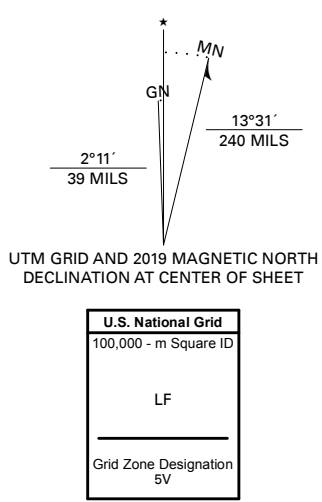 ★
MN
GN
13°31´
240 MILS
2°11´
39 MILS
UTM GRID AND 2019 MAGNETIC NORTH
DECLINATION AT CENTER OF SHEET
U.S. National Grid
100,000 - m Square ID
LF
Grid Zone Designation
5V